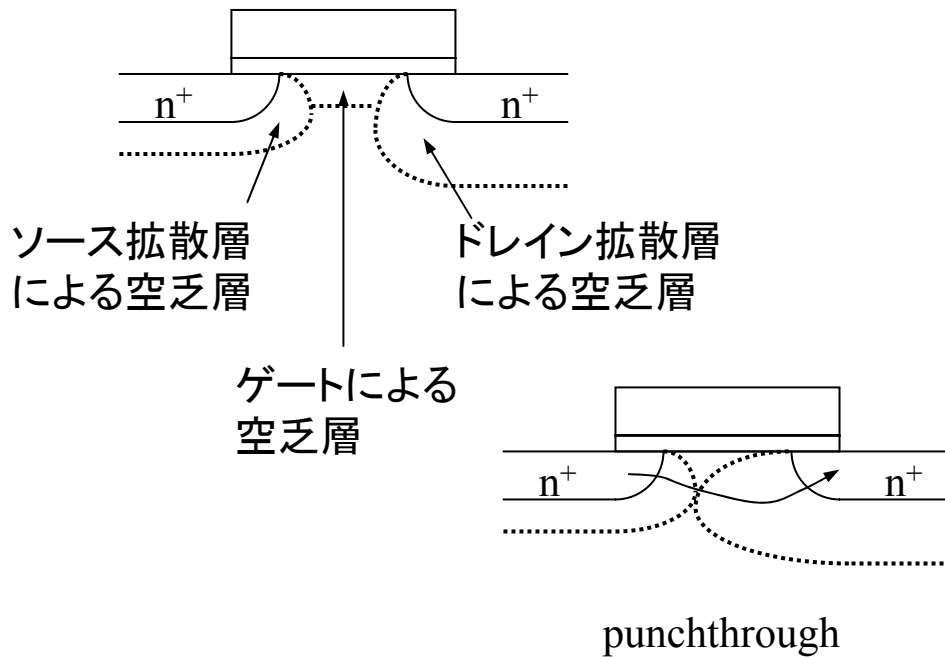 n+
n+
ソース拡散層
による空乏層
ドレイン拡散層
による空乏層
ゲートによる
空乏層
n+
n+
punchthrough